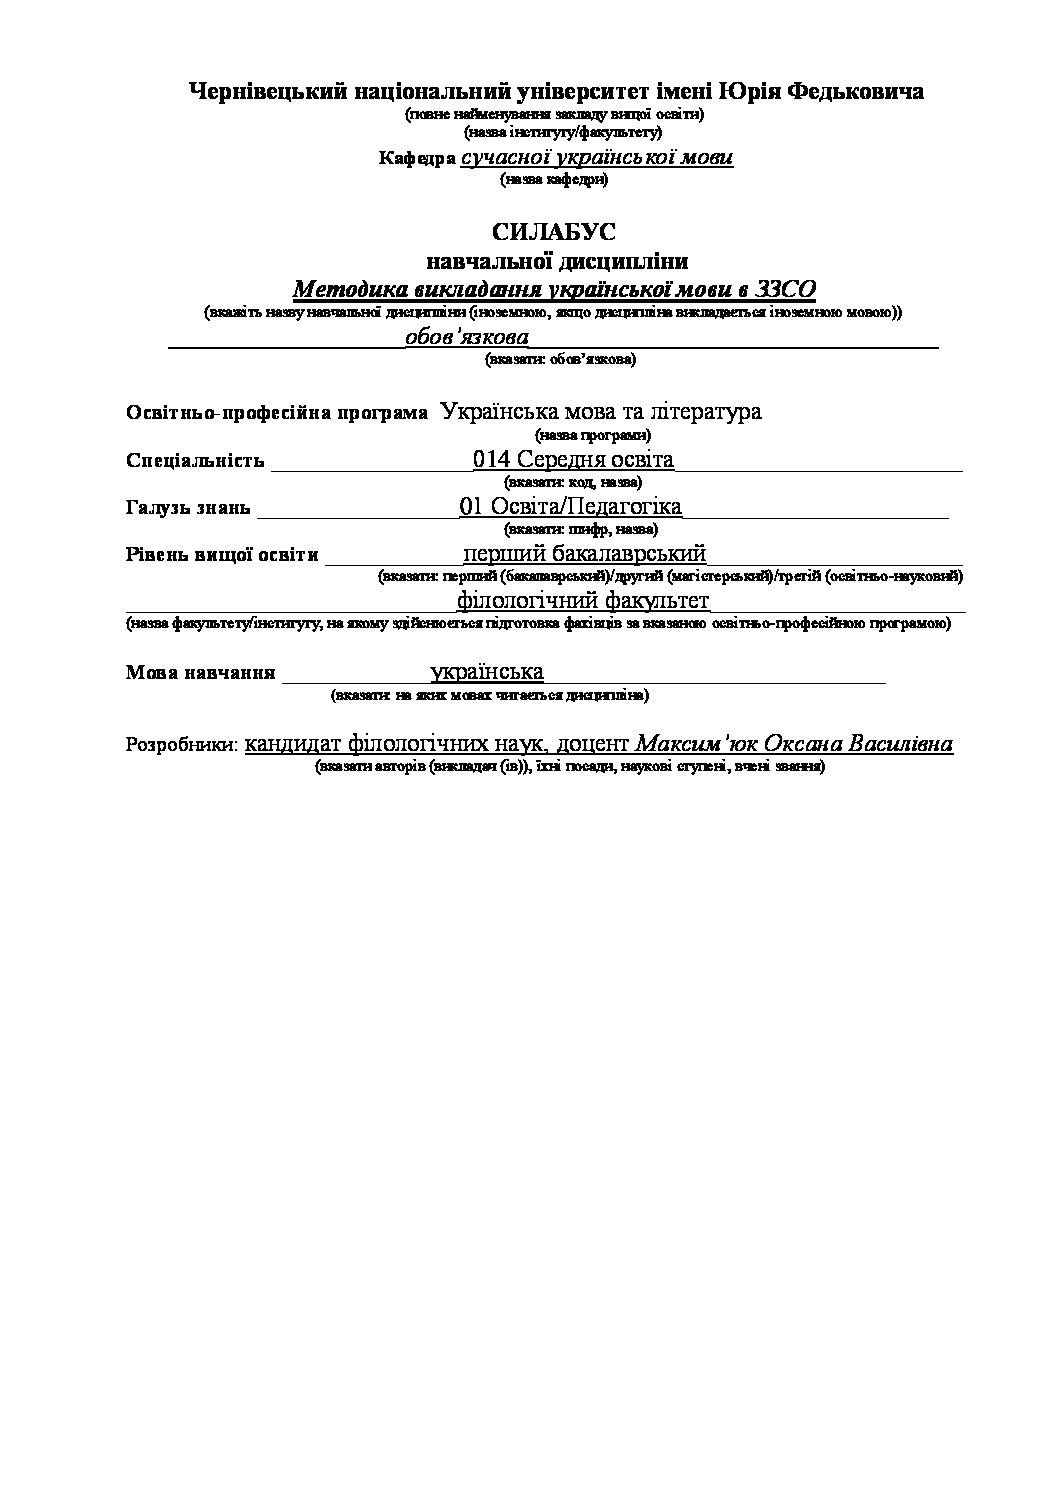 Чернівецький національний університет імені Юрія Федьковича
(повне найменування закладу вищої освіти)
(назва інституту/факультету)
Кафедра сучасної української мови
(назва кафедри)
СИЛАБУС
навчальної дисципліни
Методика викладання української мови в ЗЗСО
(вкажіть назву навчальної дисципліни (іноземною, якщо дисципліна викладається іноземною мовою))
обов’язкова
(вказати: обов’язкова)
Освітньо-професійна програма Українська мова та література
(назва програми)
Спеціальність 014 Середня освіта
(вказати: код, назва)
Галузь знань 01 Освіта/Педагогіка
(вказати: шифр, назва)
Рівень вищої освіти перший бакалаврський
(вказати: перший (бакалаврський)/другий (магістерський)/третій (освітньо-науковий)
філологічний факультет
(назва факультету/інституту, на якому здійснюється підготовка фахівців за вказаною освітньо-професійною програмою)
Мова навчання українська
(вказати: на яких мовах читається дисципліна)
Розробники: кандидат філологічних наук, доцент Максим’юк Оксана Василівна
(вказати авторів (викладач (ів)), їхні посади, наукові ступені, вчені звання)